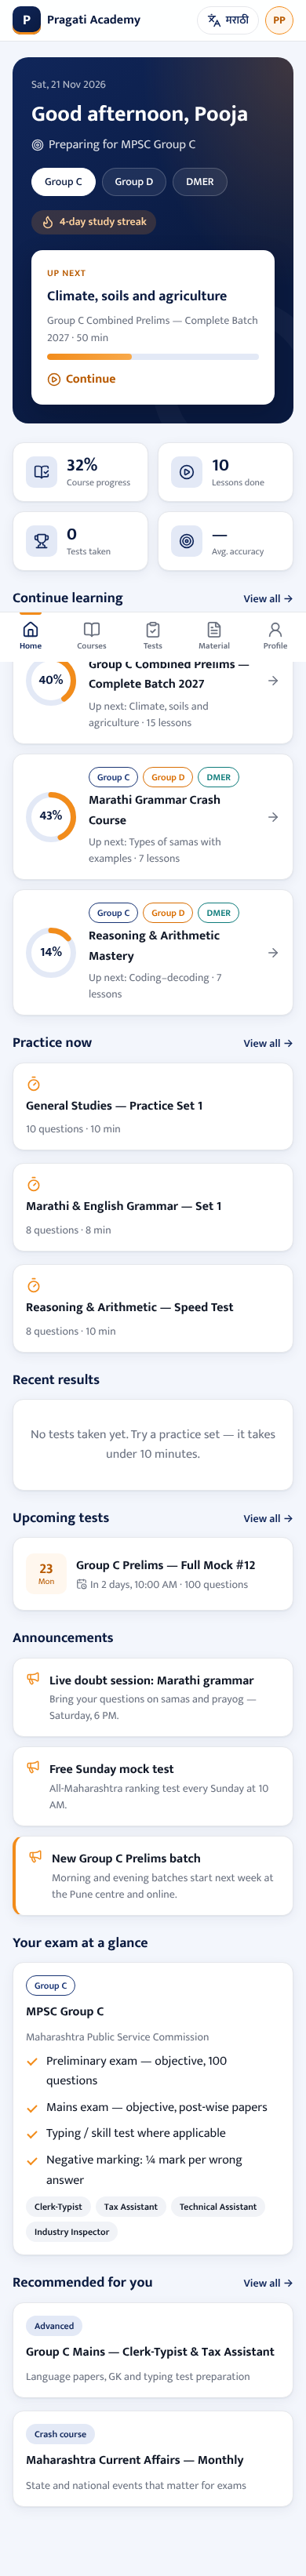 P Pragati Academy
मराठी
PP
Sat, 21 Nov 2026
Good afternoon, Pooja
Preparing for MPSC Group C
Group C Group D DMER
4-day study streak
UP NEXT
Climate, soils and agriculture
Group C Combined Prelims — Complete Batch
2027 · 50 min
Continue
32%
Course progress
10
Lessons done
0
Tests taken
—
Avg. accuracy
Continue learning View all →
Home Courses Tests Material Profile
40%
Group C Combined Prelims —
Complete Batch 2027
Up next: Climate, soils and
agriculture · 15 lessons
Group C Group D DMER
43%
Marathi Grammar Crash
Course
Up next: Types of samas with
examples · 7 lessons
Group C Group D DMER
14%
Reasoning & Arithmetic
Mastery
Up next: Coding–decoding · 7
lessons
Practice now View all →
General Studies — Practice Set 1
10 questions · 10 min
Marathi & English Grammar — Set 1
8 questions · 8 min
Reasoning & Arithmetic — Speed Test
8 questions · 10 min
Recent results
No tests taken yet. Try a practice set — it takes
under 10 minutes.
Upcoming tests View all →
23
Mon
Group C Prelims — Full Mock #12
In 2 days, 10:00 AM · 100 questions
Announcements
Live doubt session: Marathi grammar
Bring your questions on samas and prayog —
Saturday, 6 PM.
Free Sunday mock test
All-Maharashtra ranking test every Sunday at 10
AM.
New Group C Prelims batch
Morning and evening batches start next week at
the Pune centre and online.
Your exam at a glance
Group C
MPSC Group C
Maharashtra Public Service Commission
Preliminary exam — objective, 100
questions
Mains exam — objective, post-wise papers
Typing / skill test where applicable
Negative marking: ¼ mark per wrong
answer
Clerk-Typist Tax Assistant Technical Assistant
Industry Inspector
Recommended for you View all →
Advanced
Group C Mains — Clerk-Typist & Tax Assistant
Language papers, GK and typing test preparation
Crash course
Maharashtra Current Affairs — Monthly
State and national events that matter for exams